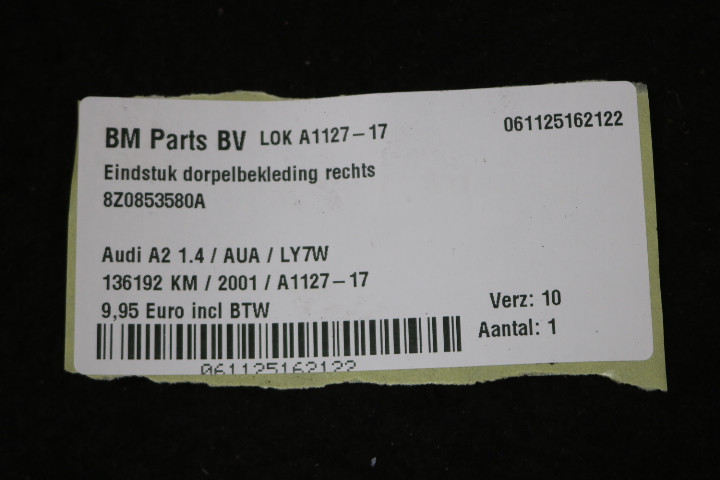 BM Parts BV LOK A1127-17 061125162122
Eindstuk dorpelbekleding rechts
8Z0853580A
Audi A2 1.4 / AUA / LY7W
136192 KM / 2001 / A1127-17
9,95 Euro incl BTW
Verz: 10
Aantal: 1
061125162122